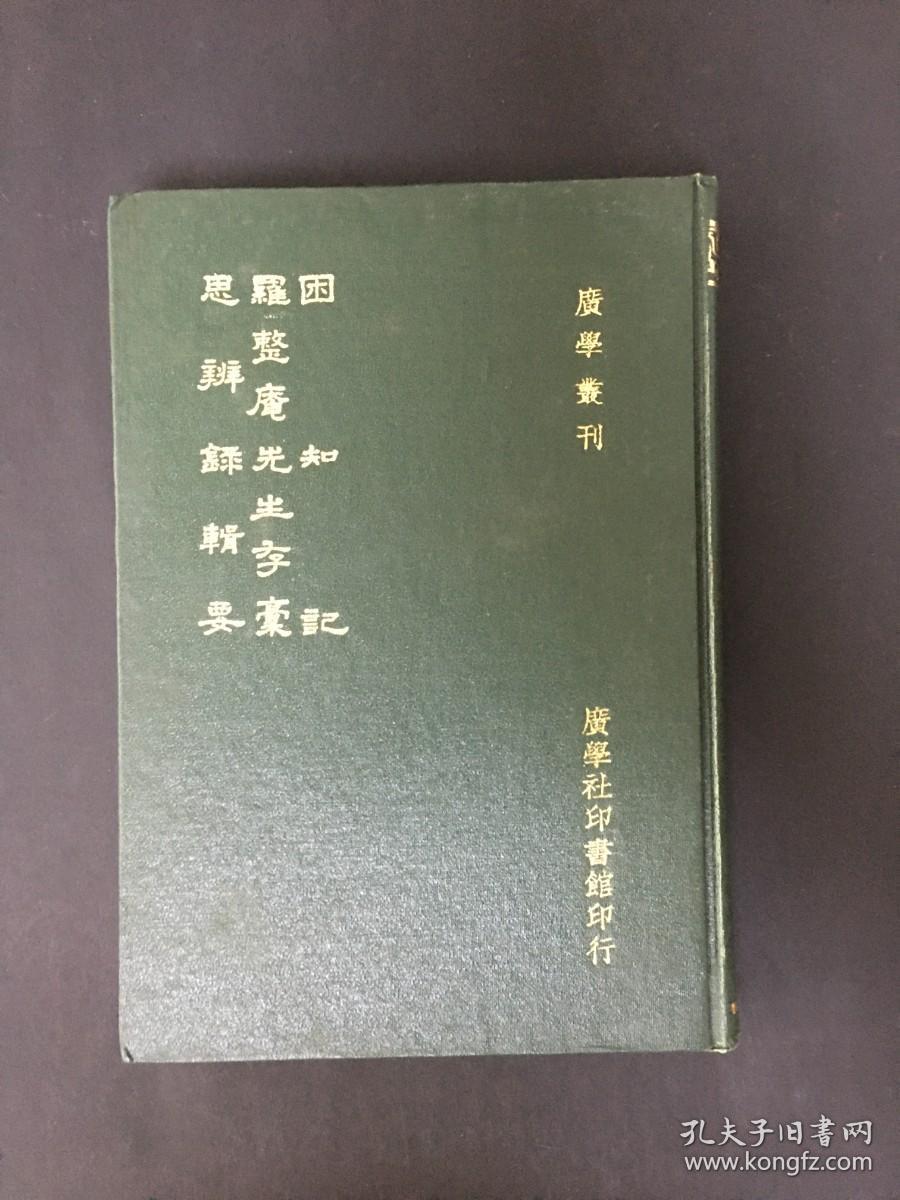 廣學叢刊
廣學社印書館印行
困知記
羅整庵先生存稾
思辨錄輯要
孔夫子旧书网
www.kongfz.com